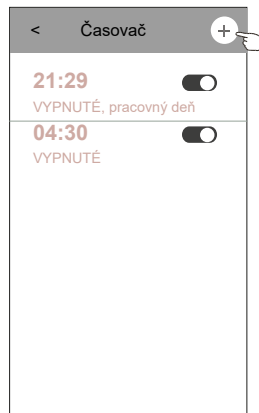 < Časovač +
21:29
VYPNUTÉ, pracovný deň
04:30
VYPNUTÉ